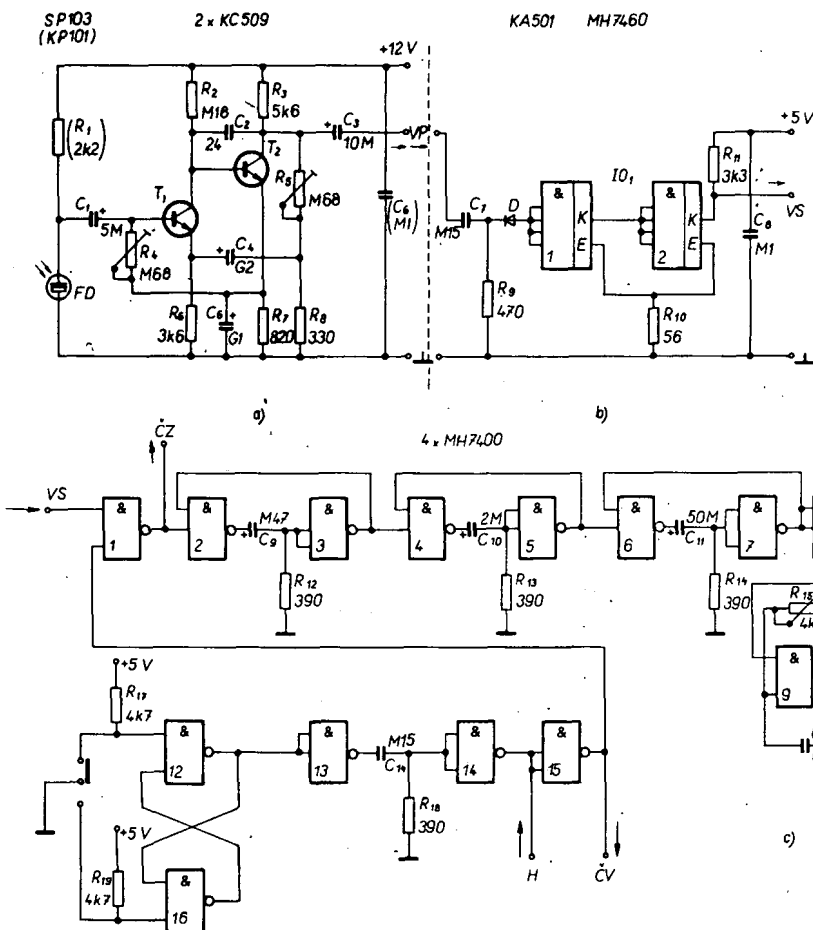 SP103
(KP101)
2 x KC509
KA501 MH7460
+12 V
R1
(2k2)
R2
M18
R3
5k6
C2
24
C3
+
10M
VP
T2
T1
C1 +
5M
R4
M68
R5
M68
C6
(M1)
+ C4
G2
FD
R6
3k6
C6 +
G1
R7
820
R8
330
a)
C7
M15
D
R9
470
K
E
1
IO1
K
E
2
R10
56
R11
3k3
+5 V
VS
C8
M1
b)
4 x MH7400
ČZ
VS
&
1
&
2
M47
+
C9
R12
390
&
3
&
4
2M
+
C10
R13
390
&
5
&
6
50M
+
C11
R14
390
&
7
R15
4k
&
9
c)
+5 V
R17
4k7
+5 V
R19
4k7
&
12
&
16
&
13
M15
C14
R18
390
&
14
&
15
H
ČV